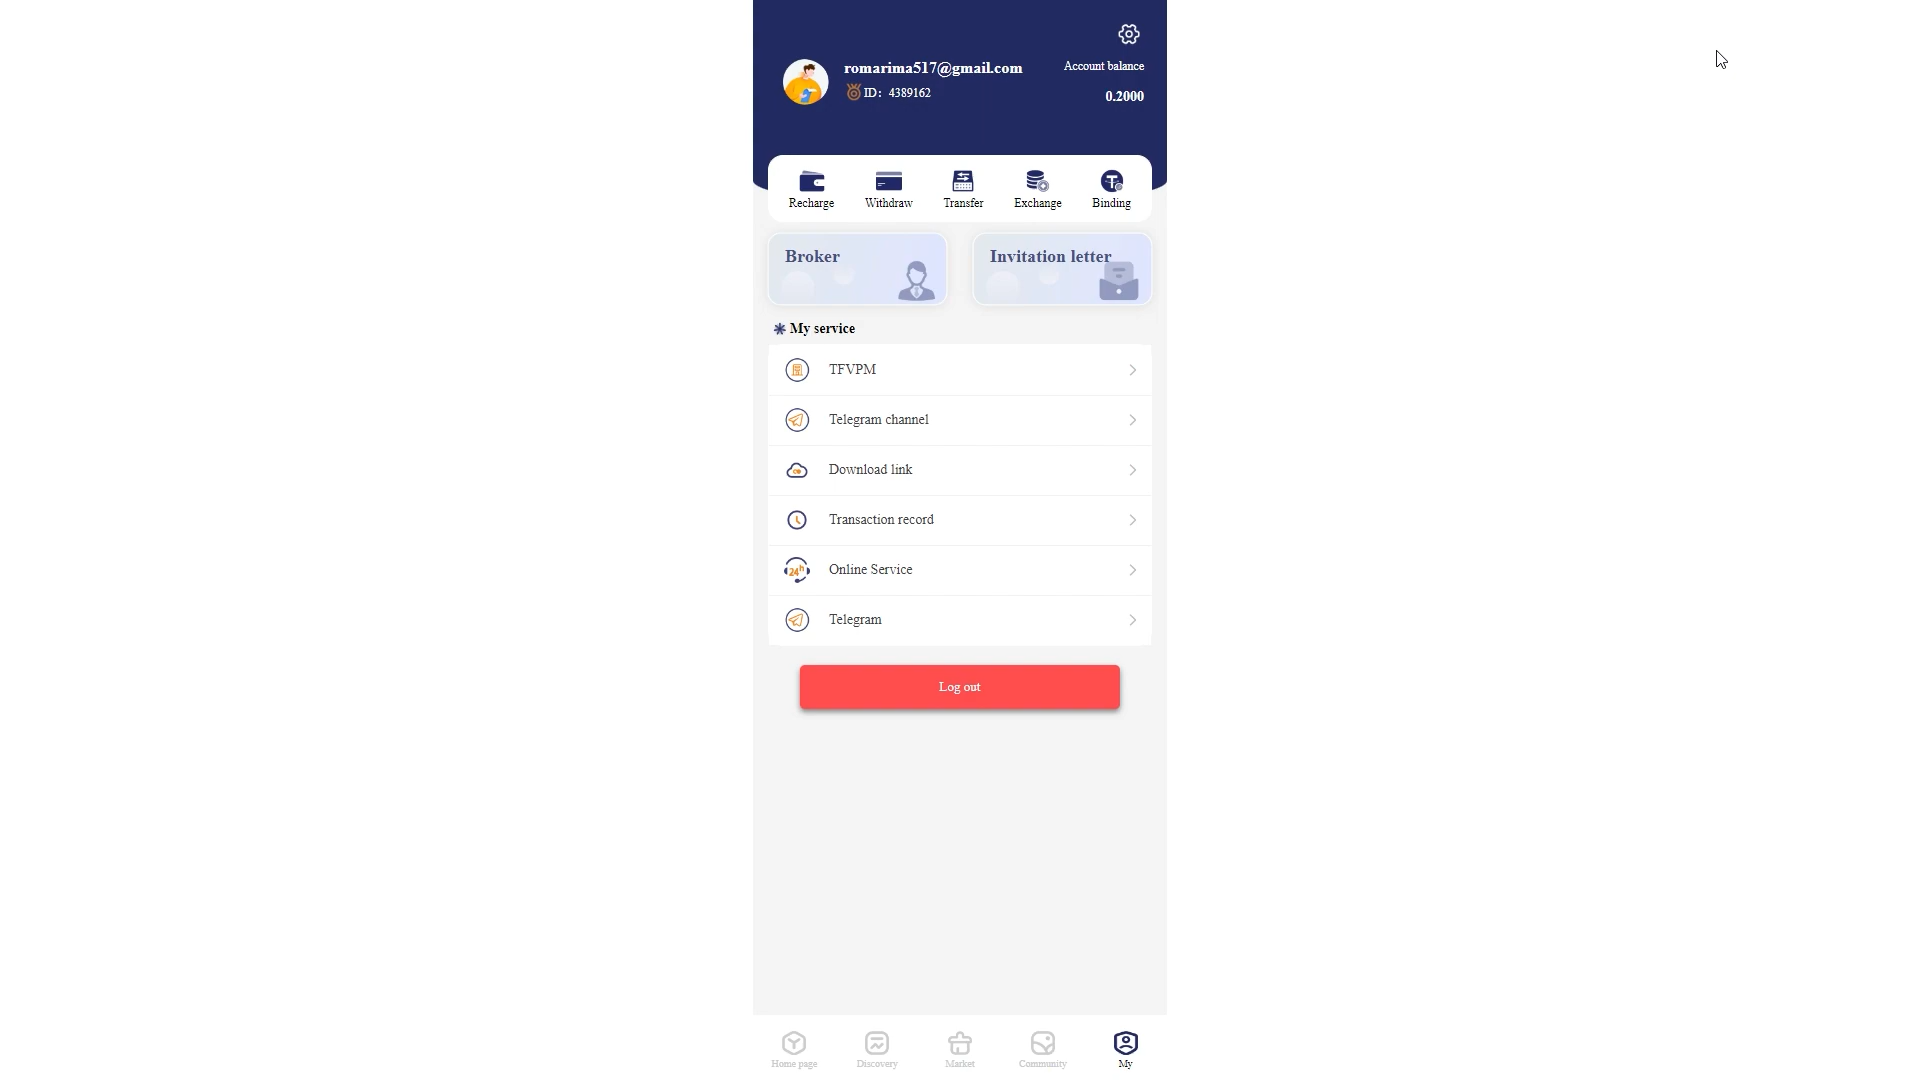 romarima517@gmail.com
Account balance
ID: 4389162
0.2000
Recharge
Withdraw
Transfer
Exchange
Binding
Broker
Invitation letter
My service
TFVPM
Telegram channel
Download link
Transaction record
24h
Online Service
Telegram
Log out
Home page
Discovery
Market
Community
My